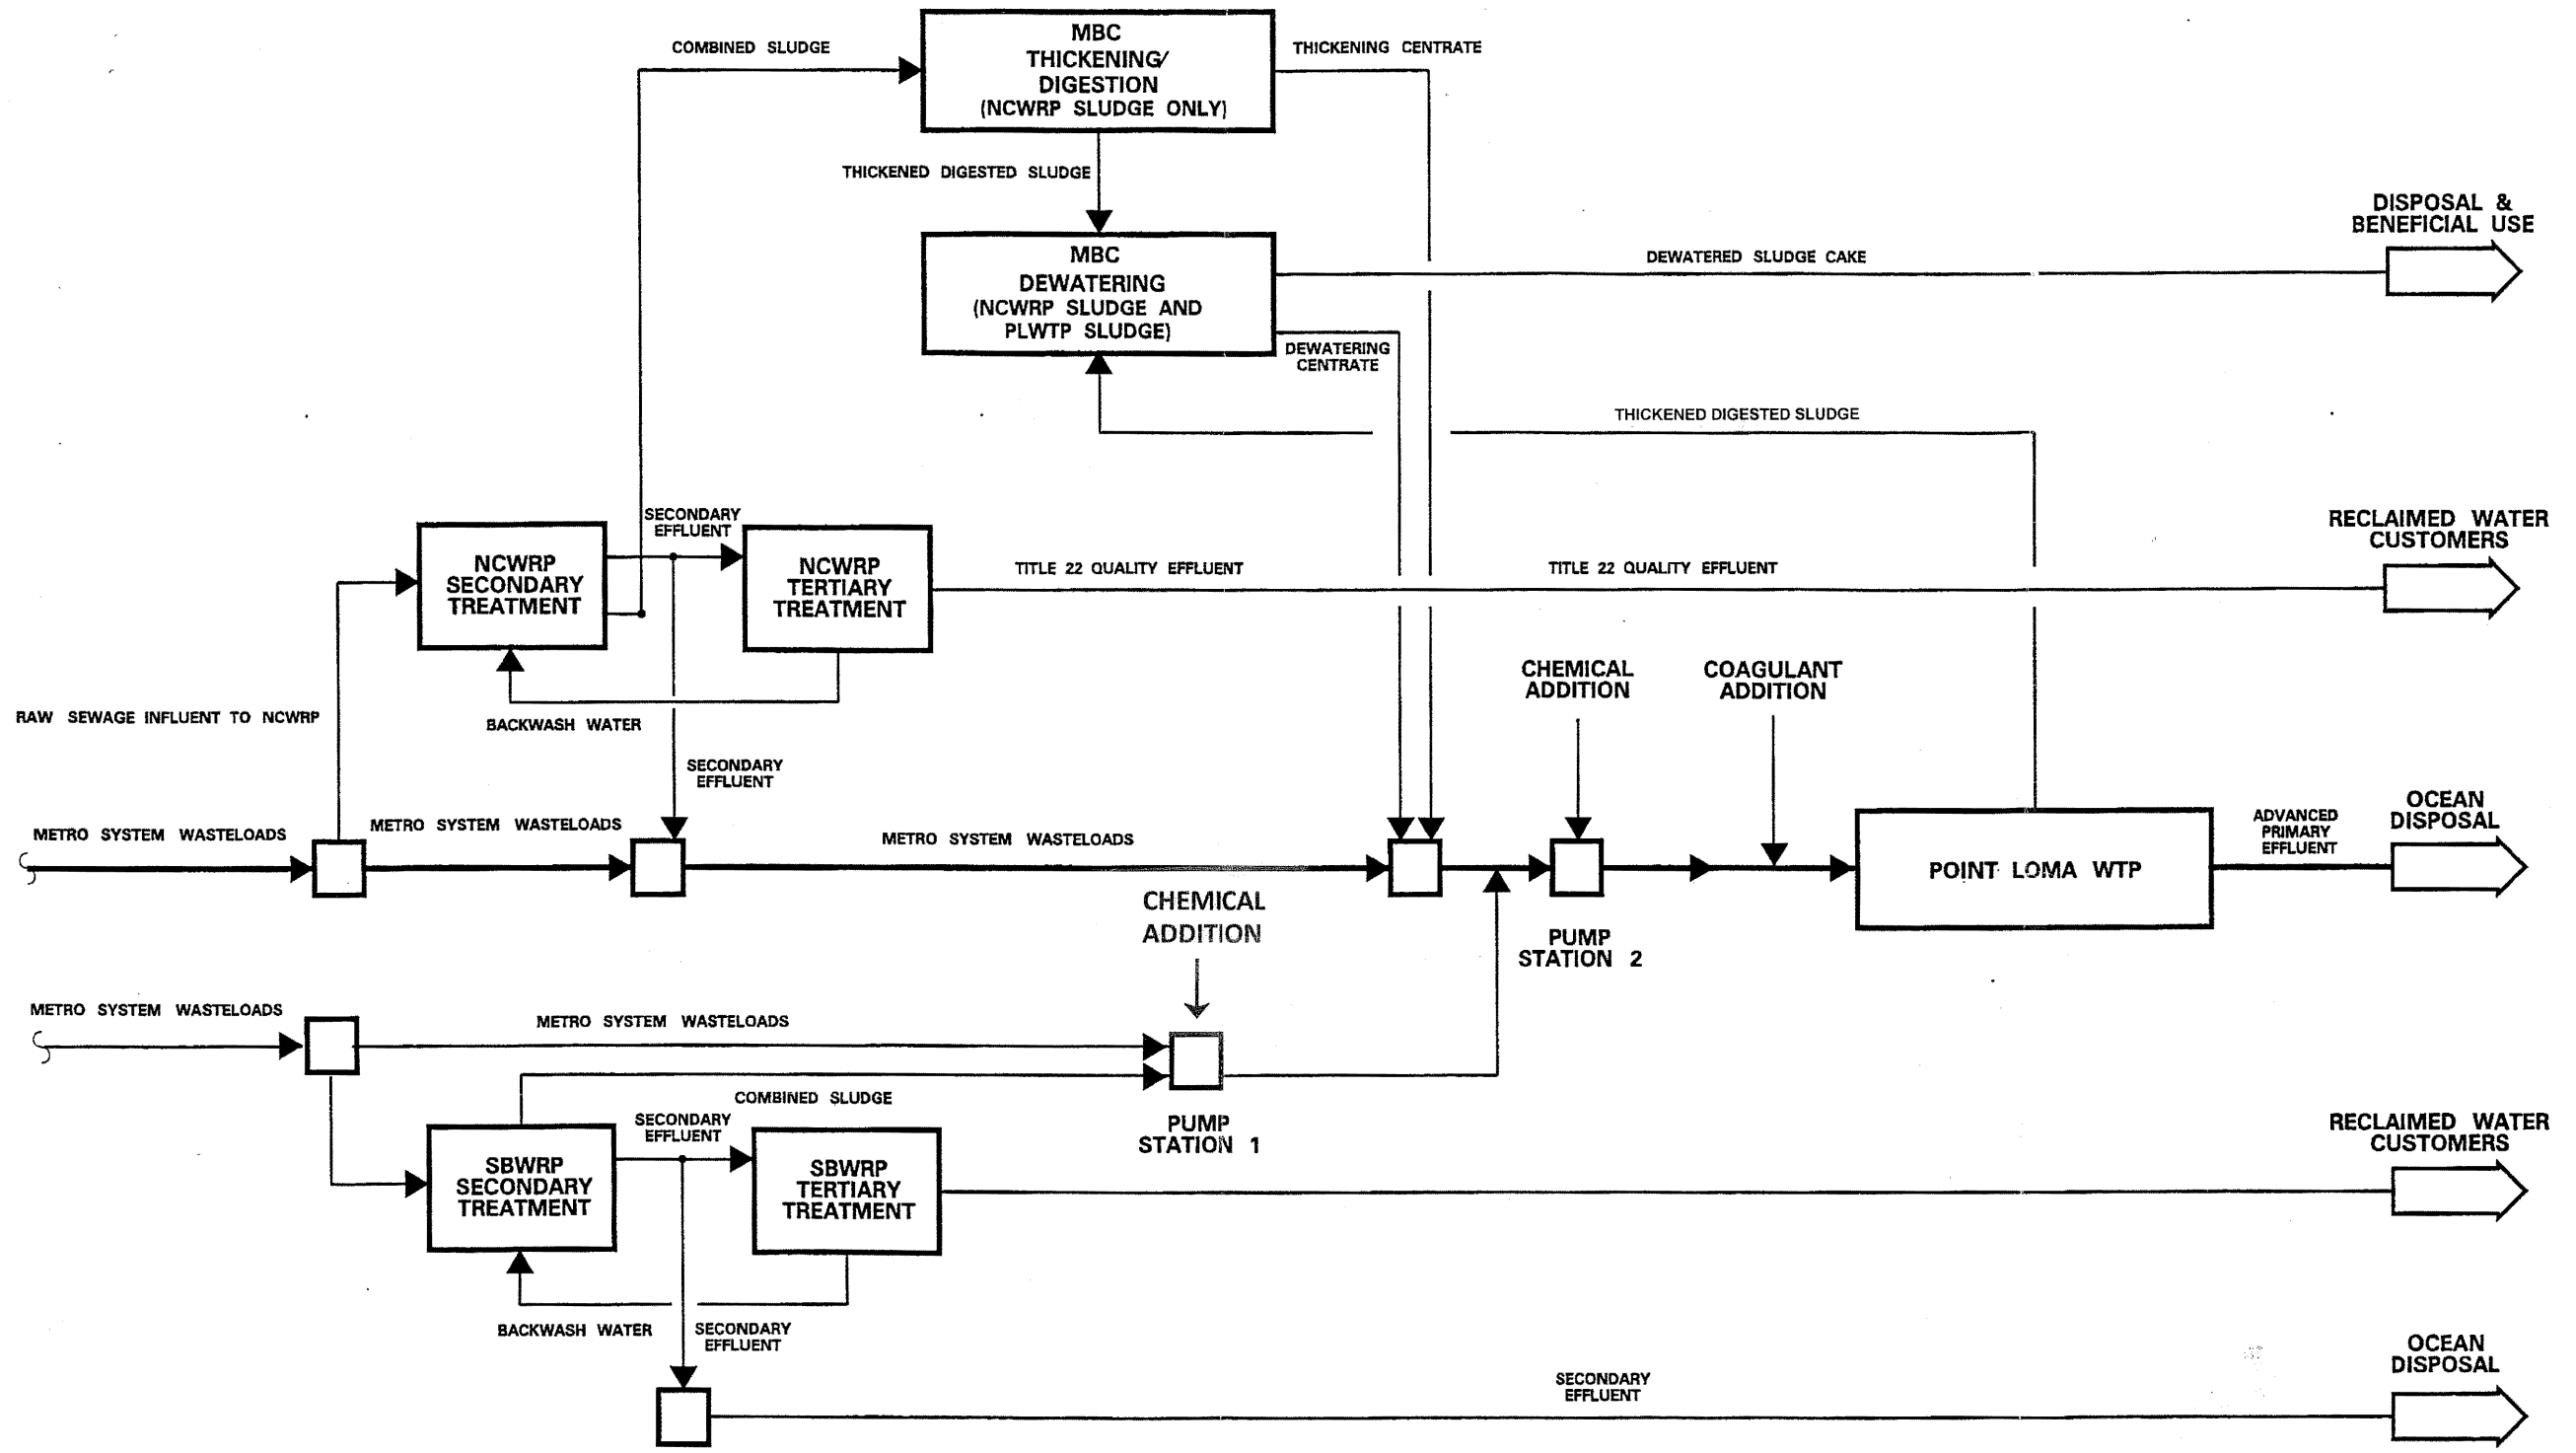 MBC
THICKENING/
DIGESTION
(NCWRP SLUDGE ONLY)
COMBINED SLUDGE
THICKENING CENTRATE
THICKENED DIGESTED SLUDGE
MBC
DEWATERING
(NCWRP SLUDGE AND
PLWTP SLUDGE)
DEWATERED SLUDGE CAKE
DISPOSAL &
BENEFICIAL USE
DEWATERING
CENTRATE
THICKENED DIGESTED SLUDGE
NCWRP
SECONDARY
TREATMENT
SECONDARY
EFFLUENT
NCWRP
TERTIARY
TREATMENT
TITLE 22 QUALITY EFFLUENT
TITLE 22 QUALITY EFFLUENT
RECLAIMED WATER
CUSTOMERS
RAW SEWAGE INFLUENT TO NCWRP
BACKWASH WATER
SECONDARY
EFFLUENT
CHEMICAL
ADDITION
COAGULANT
ADDITION
METRO SYSTEM WASTELOADS
METRO SYSTEM WASTELOADS
METRO SYSTEM WASTELOADS
PUMP
STATION 2
POINT LOMA WTP
ADVANCED
PRIMARY
EFFLUENT
OCEAN
DISPOSAL
CHEMICAL
ADDITION
METRO SYSTEM WASTELOADS
METRO SYSTEM WASTELOADS
COMBINED SLUDGE
PUMP
STATION 1
SBWRP
SECONDARY
TREATMENT
SECONDARY
EFFLUENT
SBWRP
TERTIARY
TREATMENT
RECLAIMED WATER
CUSTOMERS
BACKWASH WATER
SECONDARY
EFFLUENT
SECONDARY
EFFLUENT
OCEAN
DISPOSAL